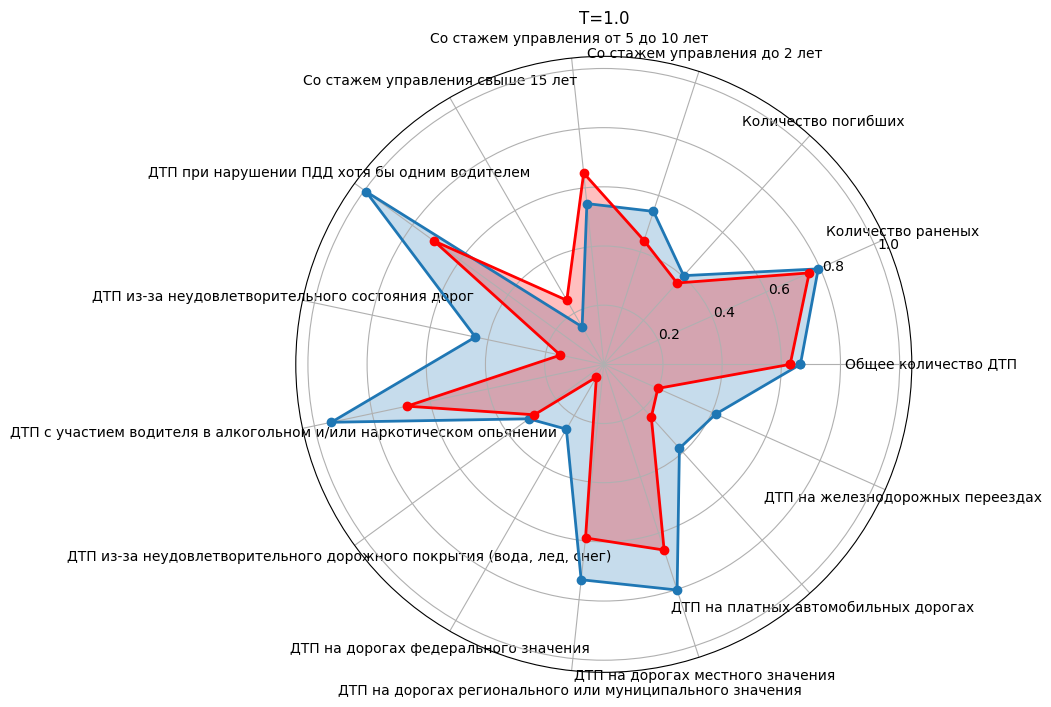 T=1.0
Со стажем управления от 5 до 10 лет
Со стажем управления до 2 лет
Со стажем управления свыше 15 лет
Количество погибших
ДТП при нарушении ПДД хотя бы одним водителем
Количество раненых
1.0
0.8
0.6
ДТП из-за неудовлетворительного состояния дорог
0.4
0.2
Общее количество ДТП
ДТП с участием водителя в алкогольном и/или наркотическом опьянении
ДТП на железнодорожных переездах
ДТП из-за неудовлетворительного дорожного покрытия (вода, лед, снег)
ДТП на платных автомобильных дорогах
ДТП на дорогах федерального значения
ДТП на дорогах местного значения
ДТП на дорогах регионального или муниципального значения